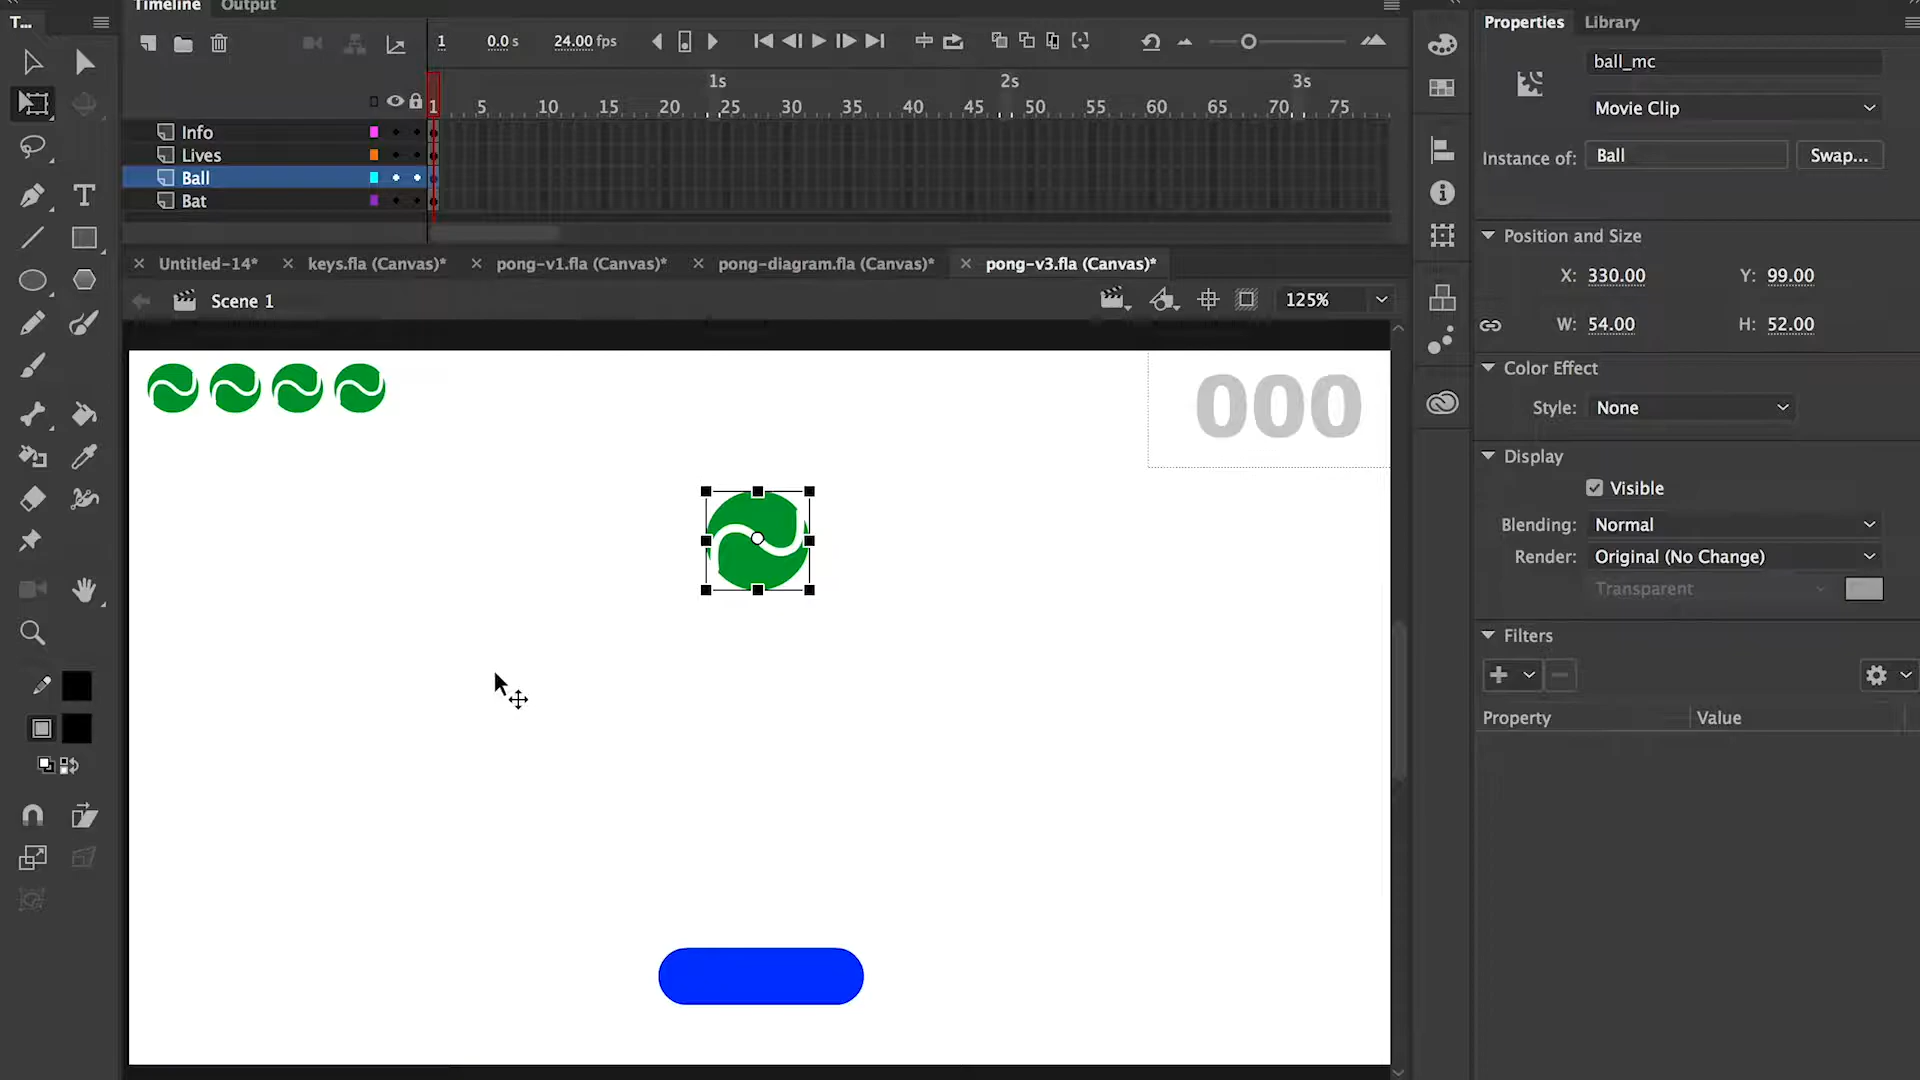 Timeline Output
T...
1 0.0 s 24.00 fps
1s 2s 3s
1 5 10 15 20 25 30 35 40 45 50 55 60 65 70 75
Info
Lives
Ball
Bat
Untitled-14* keys.fla (Canvas)* pong-v1.fla (Canvas)* pong-diagram.fla (Canvas)* pong-v3.fla (Canvas)*
Scene 1
125%
000
Properties Library
ball_mc
Movie Clip
Instance of: Ball Swap...
Position and Size
X: 330.00 Y: 99.00
W: 54.00 H: 52.00
Color Effect
Style: None
Display
Visible
Blending: Normal
Render: Original (No Change)
Transparent
Filters
Property Value